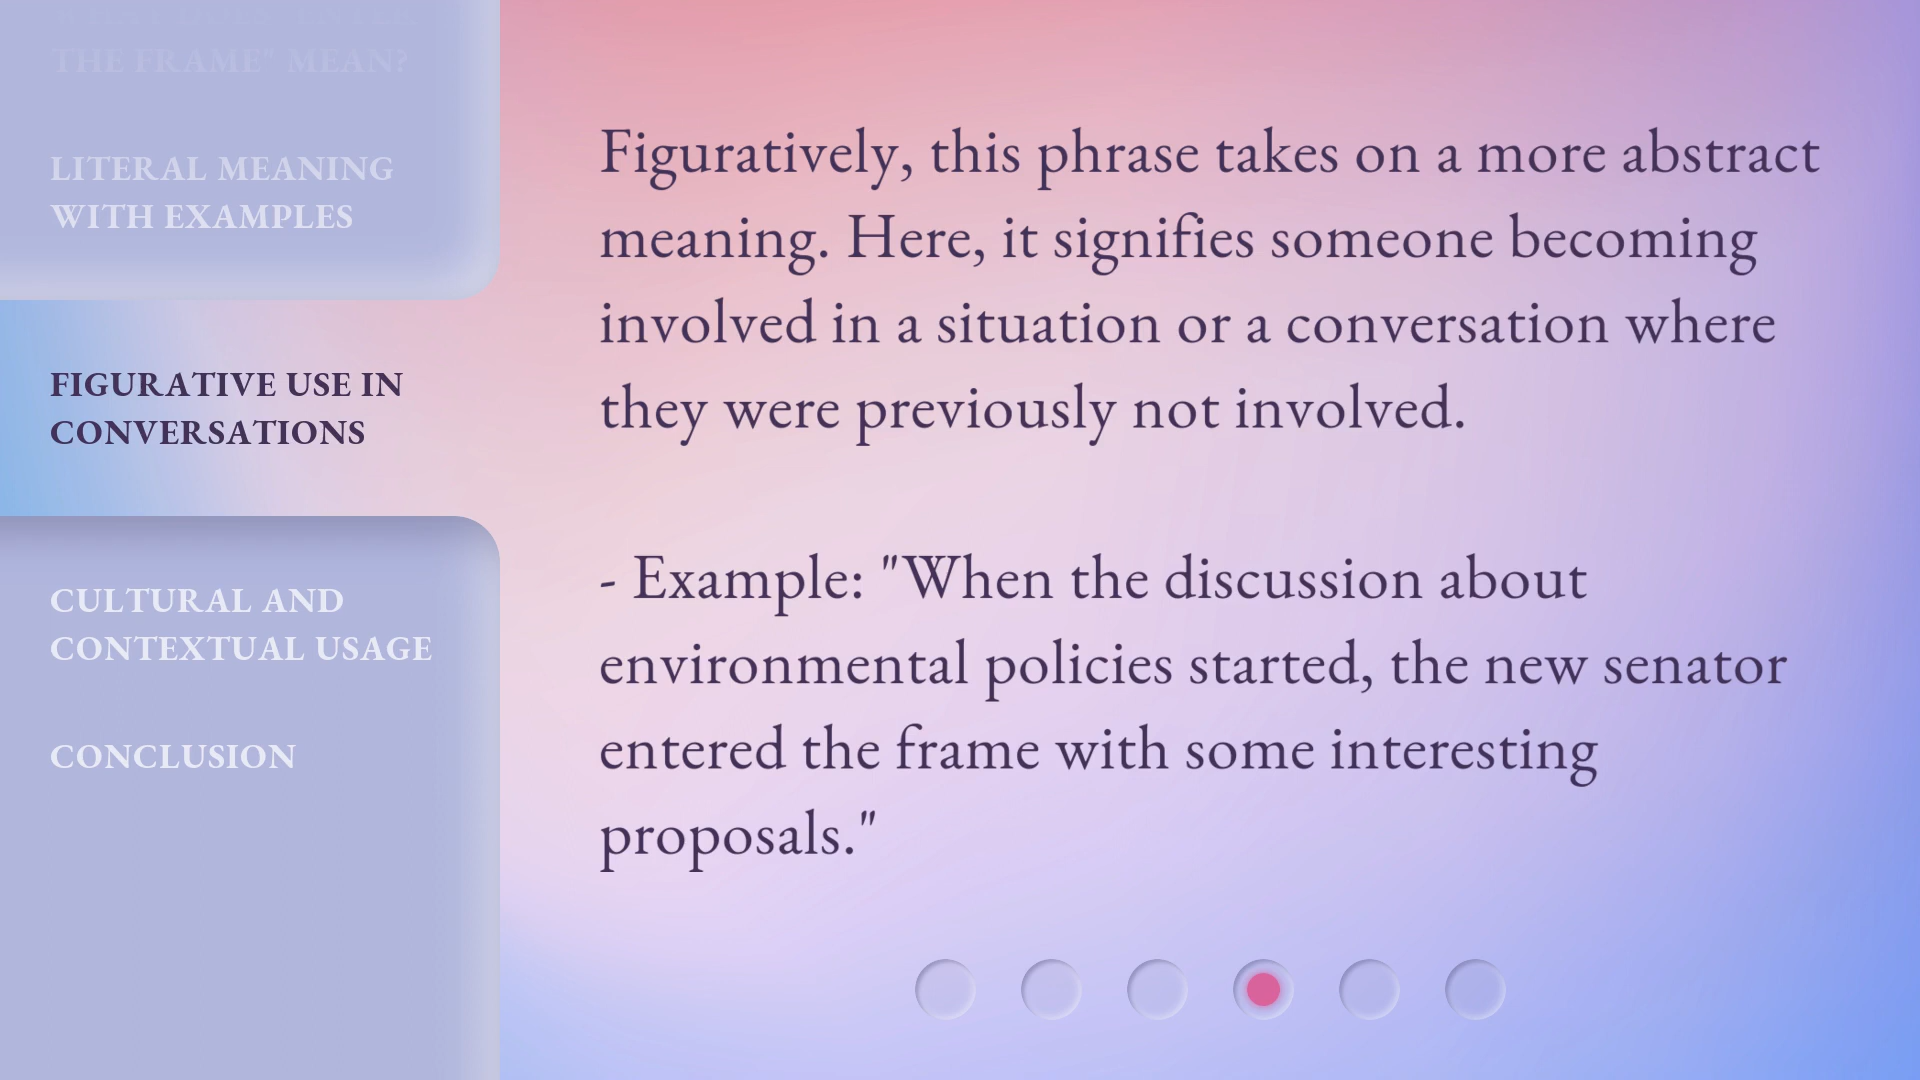 THE FRAME" MEAN?
LITERAL MEANING
WITH EXAMPLES
FIGURATIVE USE IN
CONVERSATIONS
CULTURAL AND
CONTEXTUAL USAGE
CONCLUSION
Figuratively, this phrase takes on a more abstract
meaning. Here, it signifies someone becoming
involved in a situation or a conversation where
they were previously not involved.
- Example: "When the discussion about
environmental policies started, the new senator
entered the frame with some interesting
proposals."